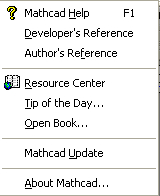 Mathcad Help F1
Developer's Reference
Author's Reference
Resource Center
Tip of the Day...
Open Book...
Mathcad Update
About Mathcad...